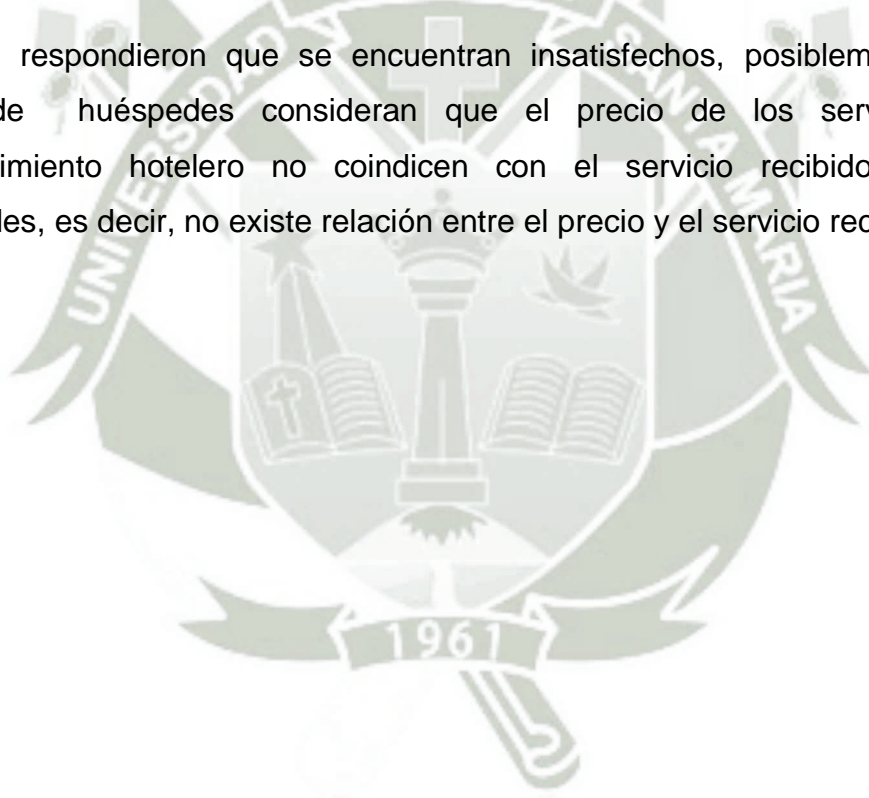 respondieron que se encuentran insatisfechos, posiblem
de huéspedes consideran que el precio de los serv
imiento hotelero no coindicen con el servicio recibido
les, es decir, no existe relación entre el precio y el servicio rec
UNIVERSIDAD
SANTA MARIA
1961